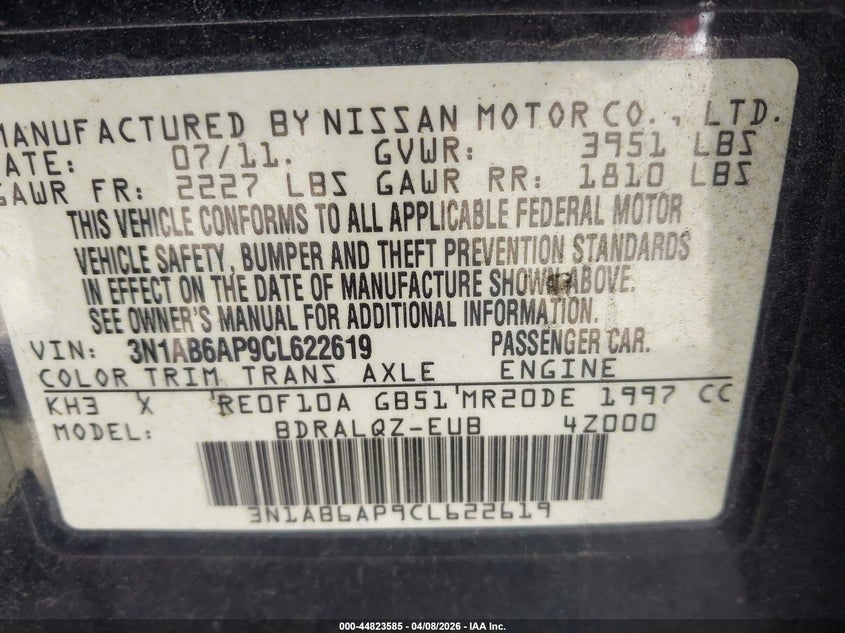 MANUFACTURED BY NISSAN MOTOR CO., LTD.
DATE: 07/11. GVWR: 3951 LBS
GAWR FR: 2227 LBS GAWR RR: 1810 LBS
THIS VEHICLE CONFORMS TO ALL APPLICABLE FEDERAL MOTOR
VEHICLE SAFETY, BUMPER AND THEFT PREVENTION STANDARDS
IN EFFECT ON THE DATE OF MANUFACTURE SHOWN ABOVE.
SEE OWNER'S MANUAL FOR ADDITIONAL INFORMATION.
VIN: 3N1AB6AP9CL622619 PASSENGER CAR.
COLOR TRIM TRANS AXLE ENGINE
KH3 X RE0F10A GB51 MR20DE 1997 CC
MODEL: BDRALQZ-EUB 4Z000
3N1AB6AP9CL622619
000-44823585 | 04/08/2026 - IAA Inc.